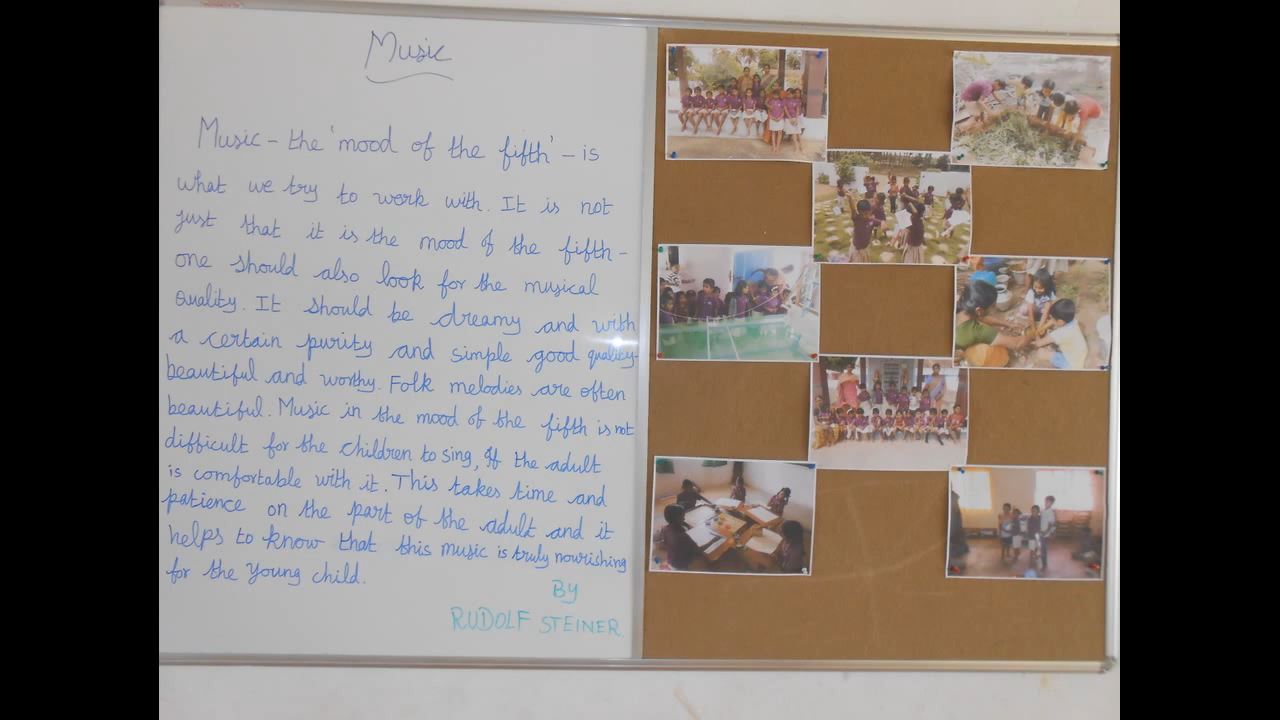 Music
Music - the 'mood of the fifth' - is
what we try to work with. It is not
just that it is the mood of the fifth -
one should also look for the musical
quality. It should be dreamy and with
a certain purity and simple good quality-
beautiful and worthy. Folk melodies are often
beautiful. Music in the mood of the fifth is not
difficult for the children to sing, If the adult
is comfortable with it. This takes time and
patience on the part of the adult and it
helps to know that this music is truly nourishing
for the young child.
By
RUDOLF STEINER.